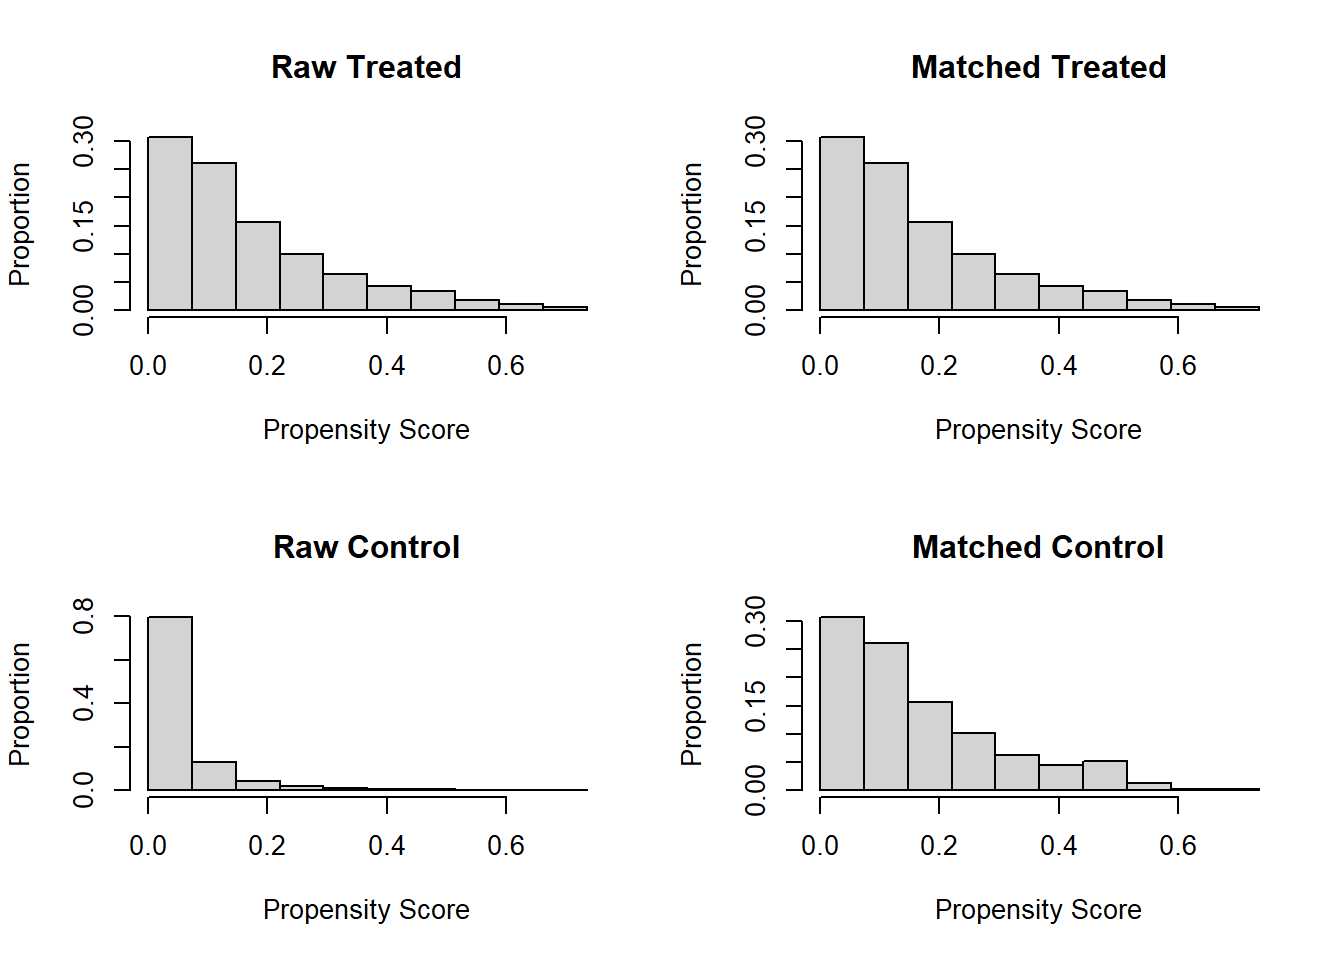 Raw Treated
Proportion
0.00 0.15 0.30
0.0 0.2 0.4 0.6
Propensity Score
Matched Treated
Proportion
0.00 0.15 0.30
0.0 0.2 0.4 0.6
Propensity Score
Raw Control
Proportion
0.0 0.4 0.8
0.0 0.2 0.4 0.6
Propensity Score
Matched Control
Proportion
0.00 0.15 0.30
0.0 0.2 0.4 0.6
Propensity Score